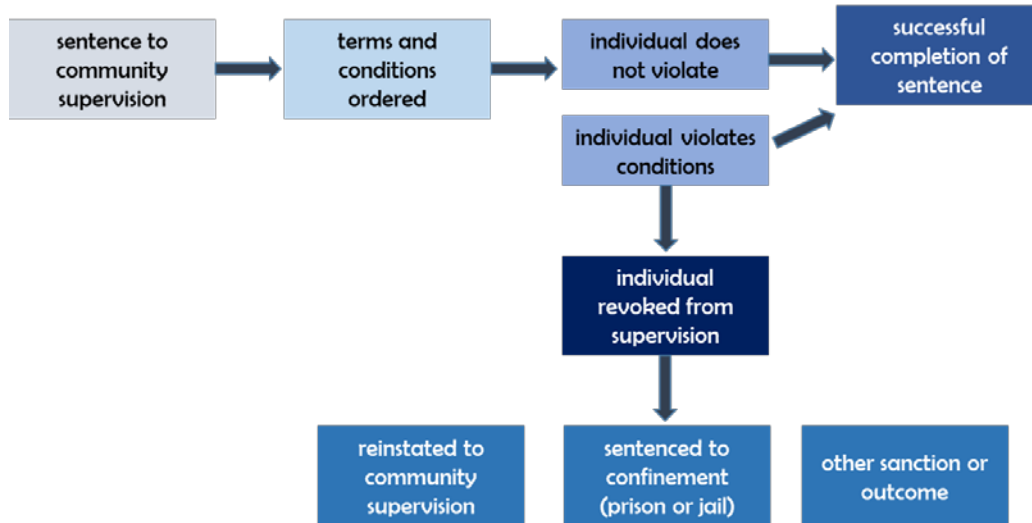 sentence to
community
supervision
terms and
conditions
ordered
individual does
not violate
successful
completion of
sentence
individual violates
conditions
individual
revoked from
supervision
reinstated to
community
supervision
sentenced to
confinement
(prison or jail)
other sanction or
outcome